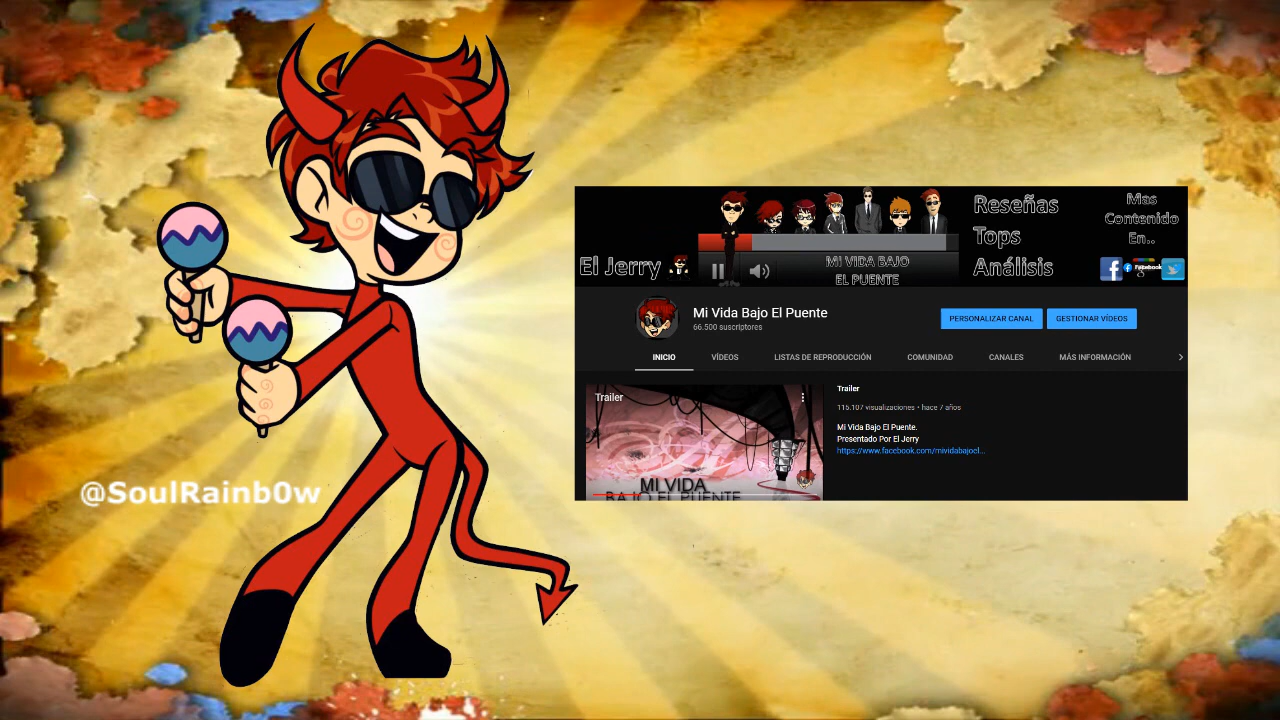 @SoulRainb0w
El Jerry
MI VIDA BAJO
EL PUENTE
Reseñas
Tops
Análisis
Mas
Contenido
En..
Facebook
Mi Vida Bajo El Puente
66.500 suscriptores
PERSONALIZAR CANAL
GESTIONAR VÍDEOS
INICIO
VÍDEOS
LISTAS DE REPRODUCCIÓN
COMUNIDAD
CANALES
MÁS INFORMACIÓN
Trailer
MI VIDA
BAJO EL PUENTE
Trailer
115.107 visualizaciones • hace 7 años
Mi Vida Bajo El Puente.
Presentado Por El Jerry
https://www.facebook.com/mividabajoel...